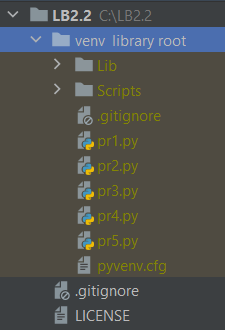 LB2.2 C:\LB2.2
venv library root
Lib
Scripts
.gitignore
pr1.py
pr2.py
pr3.py
pr4.py
pr5.py
pyvenv.cfg
.gitignore
LICENSE